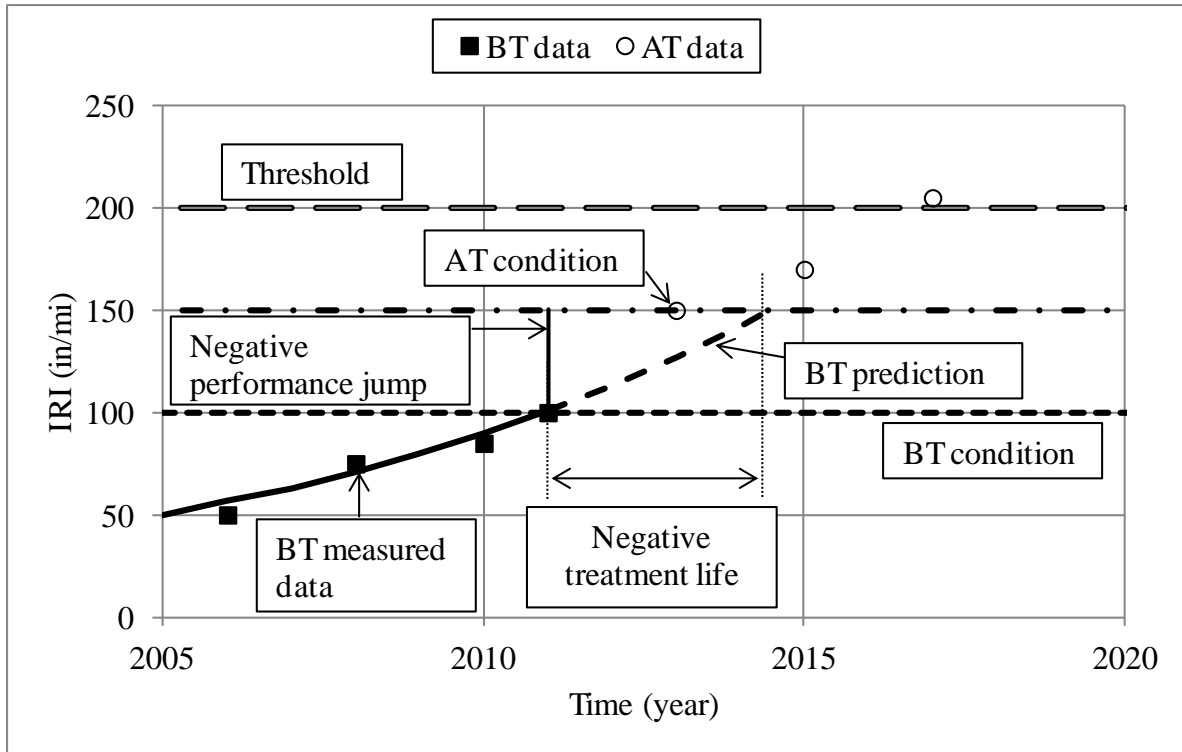 BT data AT data
250
200
150
100
50
0
IRI (in/mi)
Threshold
AT condition
Negative
performance jump
BT prediction
BT condition
BT measured
data
Negative
treatment life
2005 2010 2015 2020
Time (year)